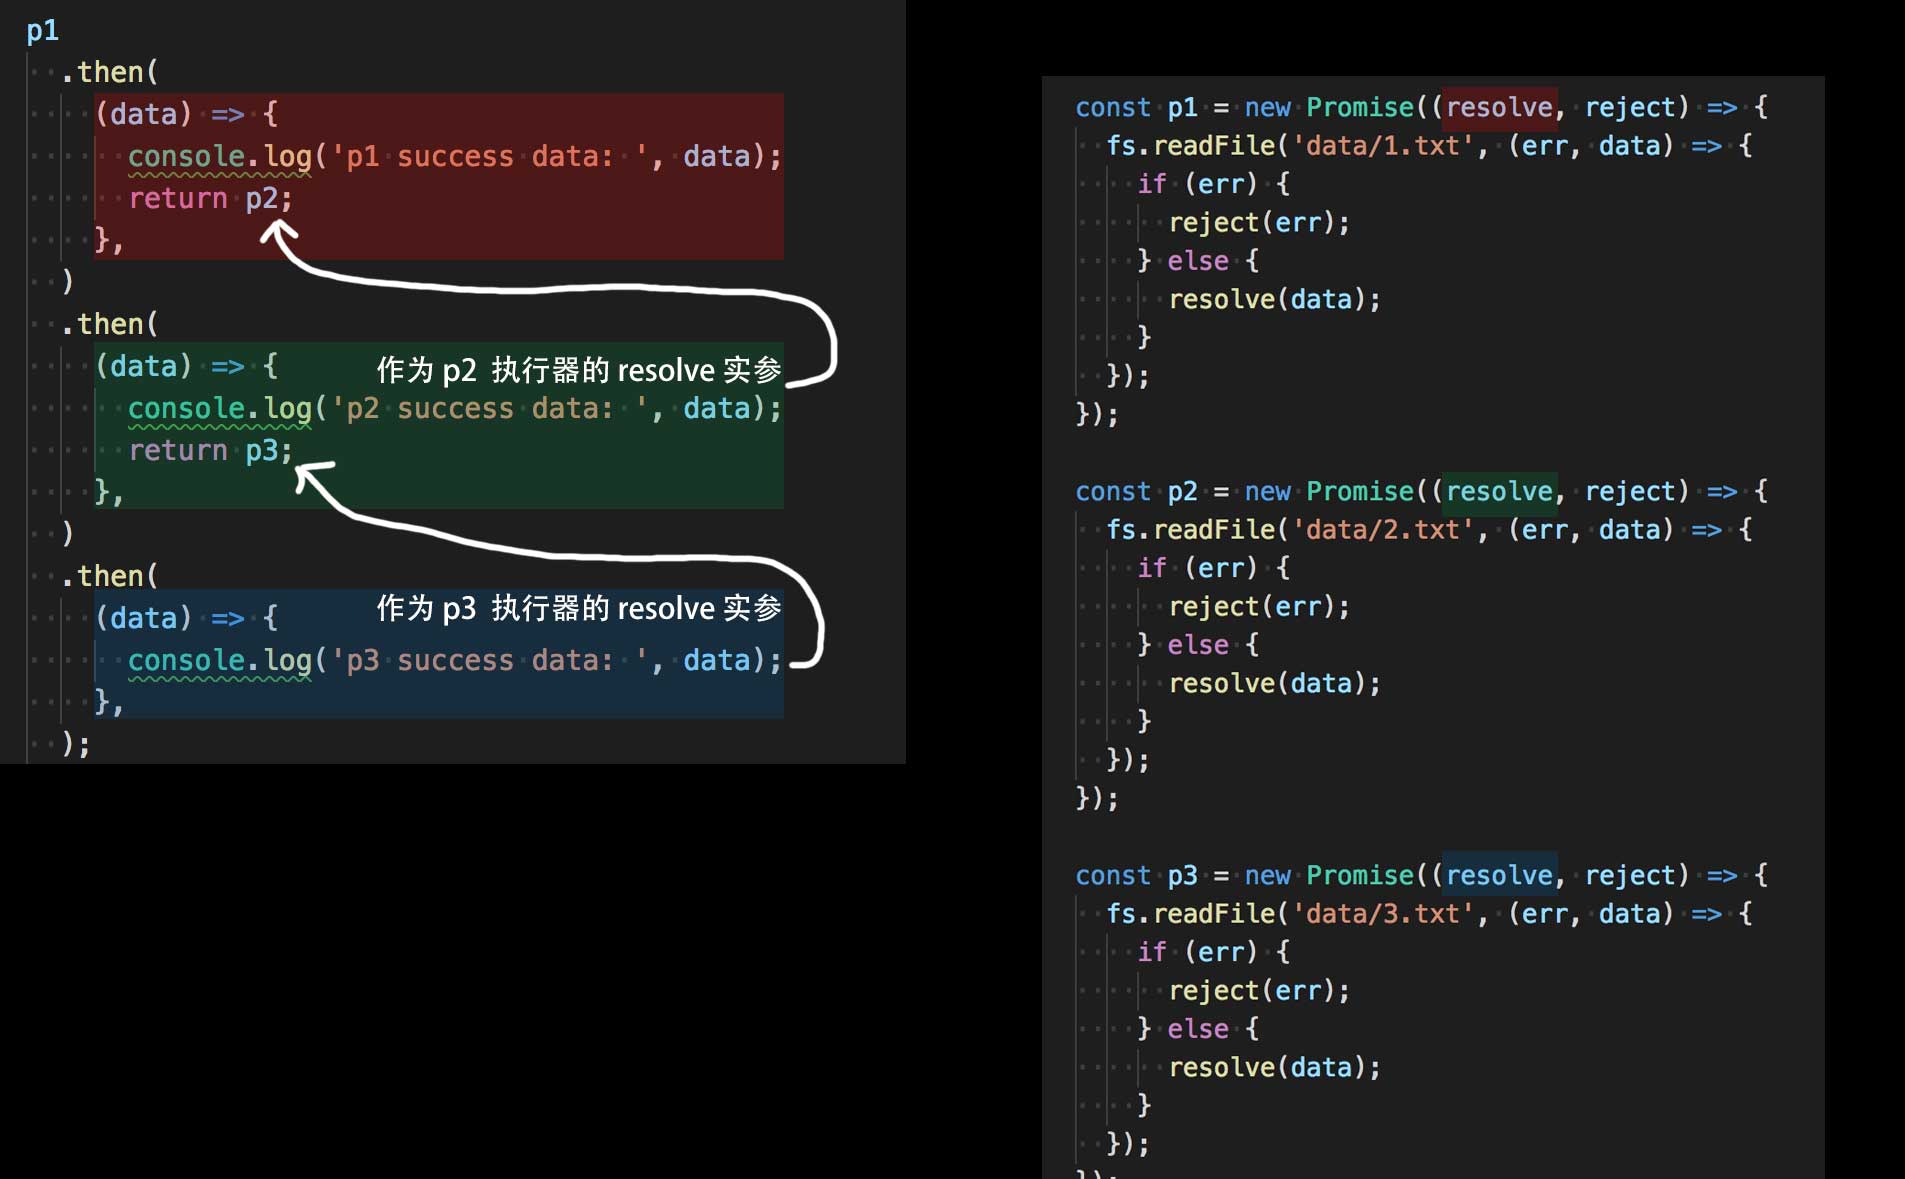 p1
.then(
(data) => {
console.log('p1 success data: ', data);
return p2;
},
)
.then(
(data) => {
作为 p2 执行器的 resolve 实参
console.log('p2 success data: ', data);
return p3;
},
)
.then(
(data) => {
作为 p3 执行器的 resolve 实参
console.log('p3 success data: ', data);
},
);
const p1 = new Promise((resolve, reject) => {
fs.readFile('data/1.txt', (err, data) => {
if (err) {
reject(err);
} else {
resolve(data);
}
});
});
const p2 = new Promise((resolve, reject) => {
fs.readFile('data/2.txt', (err, data) => {
if (err) {
reject(err);
} else {
resolve(data);
}
});
});
const p3 = new Promise((resolve, reject) => {
fs.readFile('data/3.txt', (err, data) => {
if (err) {
reject(err);
} else {
resolve(data);
}
});